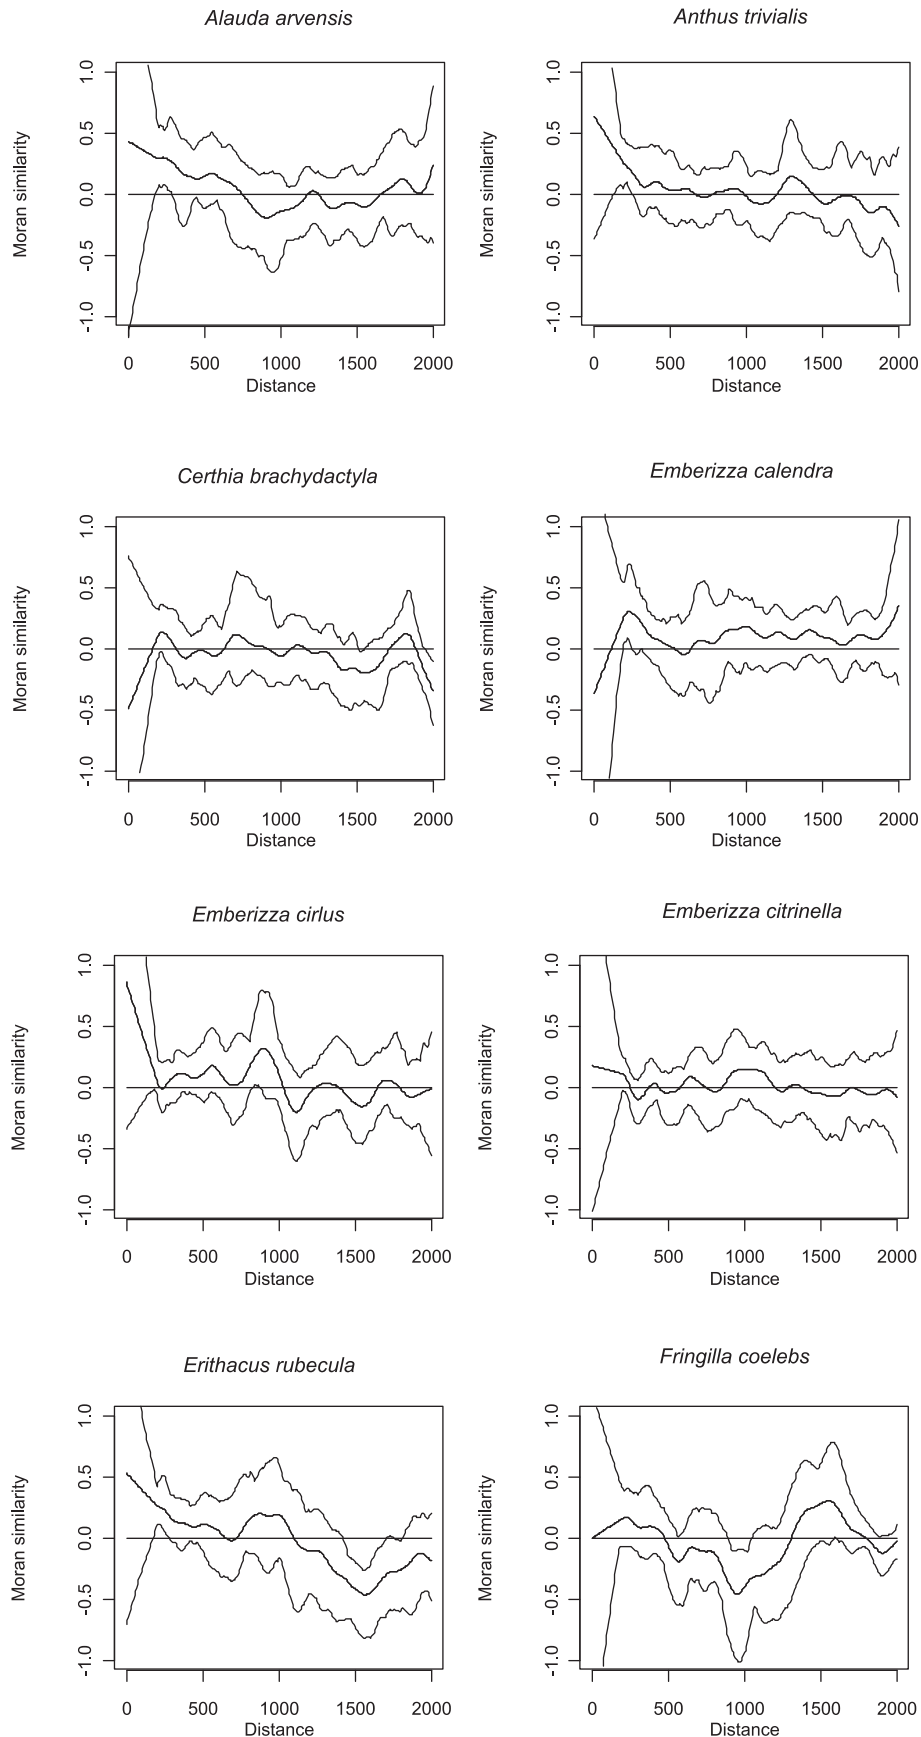 Alauda arvensis
Moran similarity
1.0
0.5
0.0
-0.5
-1.0
0 500 1000 1500 2000
Distance
Anthus trivialis
Moran similarity
1.0
0.5
0.0
-0.5
-1.0
0 500 1000 1500 2000
Distance
Certhia brachydactyla
Moran similarity
1.0
0.5
0.0
-0.5
-1.0
0 500 1000 1500 2000
Distance
Emberizza calendra
Moran similarity
1.0
0.5
0.0
-0.5
-1.0
0 500 1000 1500 2000
Distance
Emberizza cirlus
Moran similarity
1.0
0.5
0.0
-0.5
-1.0
0 500 1000 1500 2000
Distance
Emberizza citrinella
Moran similarity
1.0
0.5
0.0
-0.5
-1.0
0 500 1000 1500 2000
Distance
Erithacus rubecula
Moran similarity
1.0
0.5
0.0
-0.5
-1.0
0 500 1000 1500 2000
Distance
Fringilla coelebs
Moran similarity
1.0
0.5
0.0
-0.5
-1.0
0 500 1000 1500 2000
Distance